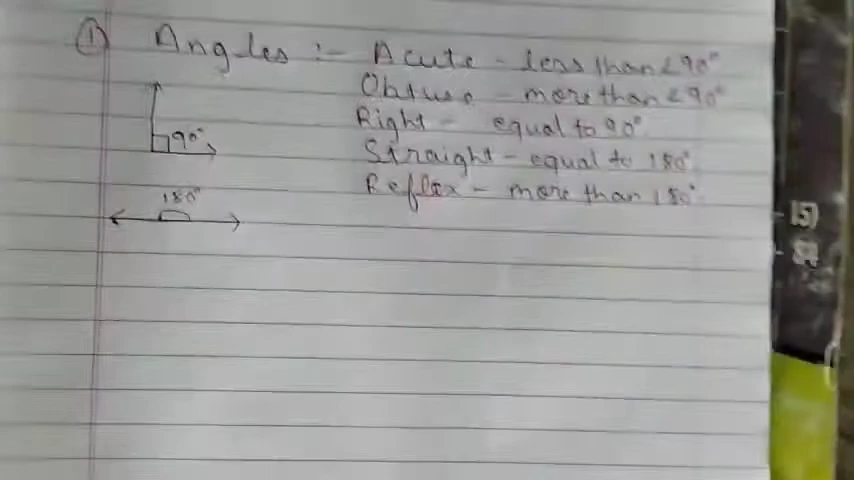 ① Angles :- Acute - less than < 90°
Obtuse - more than < 90°
Right - equal to 90°
Straight - equal to 180°
Reflex - more than 180°
90°
180°
151